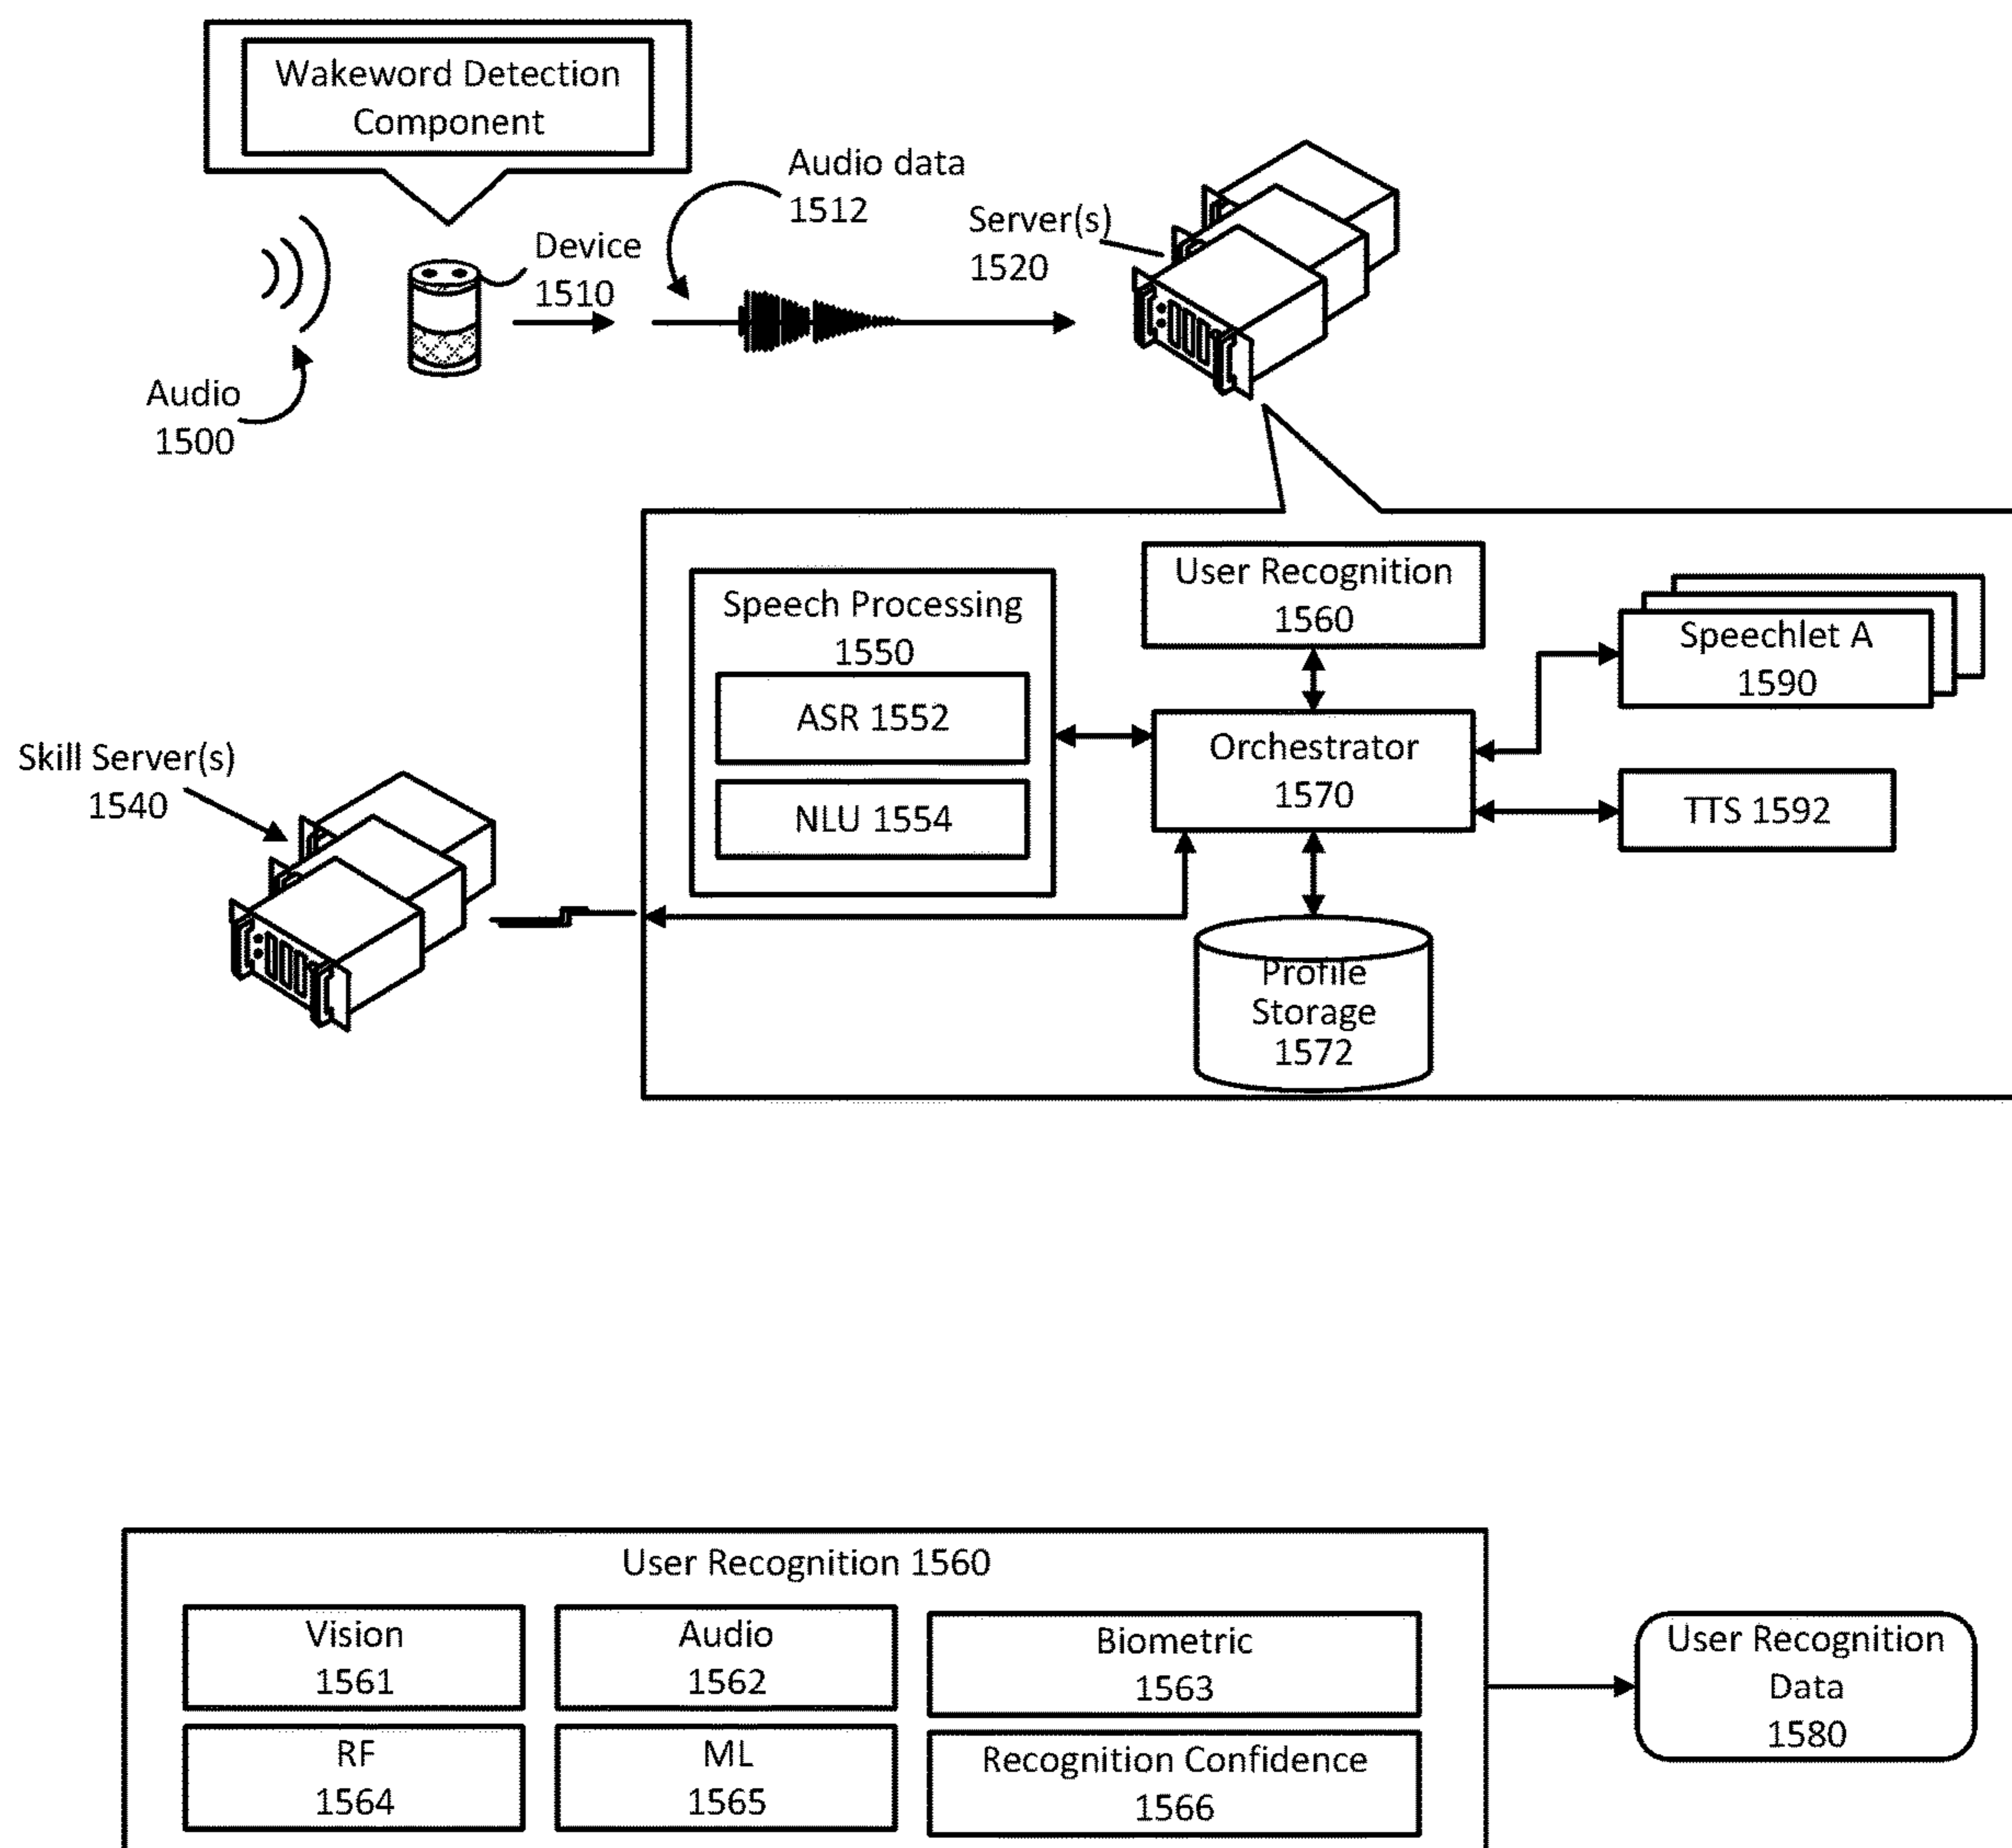 Wakeword Detection
Component
Audio data
1512
Server(s)
1520
Device
1510
Audio
1500
User Recognition
1560
Speech Processing
1550
Speechlet A
1590
ASR 1552
Orchestrator
1570
Skill Server(s)
1540
NLU 1554
TTS 1592
Profile
Storage
1572
User Recognition 1560
Vision
1561
Audio
1562
Biometric
1563
RF
1564
ML
1565
Recognition Confidence
1566
User Recognition
Data
1580